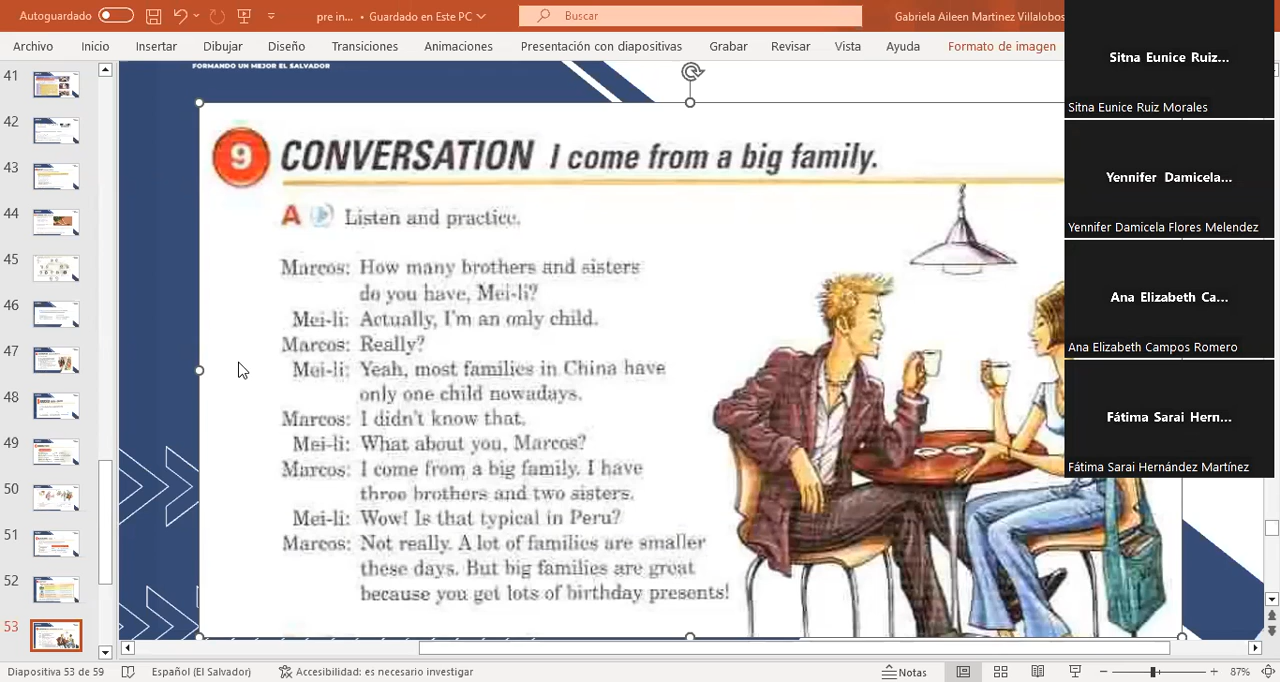 Autoguardado
pre in... • Guardado en Este PC
Buscar
Gabriela Aileen Martinez Villalobos
Archivo Inicio Insertar Dibujar Diseño Transiciones Animaciones Presentación con diapositivas Grabar Revisar Vista Ayuda Formato de imagen
FORMANDO UN MEJOR EL SALVADOR
41
42
43
44
45
46
47
48
49
50
51
52
53
9 CONVERSATION I come from a big family.
A Listen and practice.
Marcos: How many brothers and sisters
do you have, Mei-li?
Mei-li: Actually, I'm an only child.
Marcos: Really?
Mei-li: Yeah, most families in China have
only one child nowadays.
Marcos: I didn't know that.
Mei-li: What about you, Marcos?
Marcos: I come from a big family. I have
three brothers and two sisters.
Mei-li: Wow! Is that typical in Peru?
Marcos: Not really. A lot of families are smaller
these days. But big families are great
because you get lots of birthday presents!
Sitna Eunice Ruiz...
Sitna Eunice Ruiz Morales
Yennifer Damicela...
Yennifer Damicela Flores Melendez
Ana Elizabeth Ca...
Ana Elizabeth Campos Romero
Fátima Sarai Hern...
Fátima Sarai Hernández Martínez
Diapositiva 53 de 59 Español (El Salvador) Accesibilidad: es necesario investigar Notas 87%